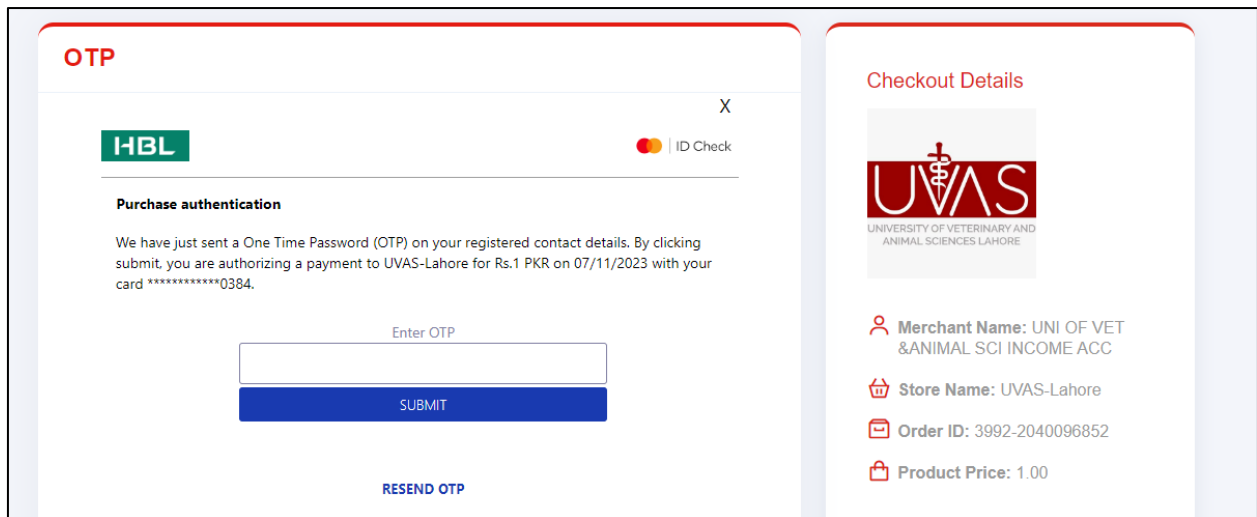 OTP
X
HBL
ID Check
Purchase authentication
We have just sent a One Time Password (OTP) on your registered contact details. By clicking
submit, you are authorizing a payment to UVAS-Lahore for Rs.1 PKR on 07/11/2023 with your
card ************0384.
Enter OTP
SUBMIT
RESEND OTP
Checkout Details
UVAS
UNIVERSITY OF VETERINARY AND
ANIMAL SCIENCES LAHORE
Merchant Name: UNI OF VET
&ANIMAL SCI INCOME ACC
Store Name: UVAS-Lahore
Order ID: 3992-2040096852
Product Price: 1.00